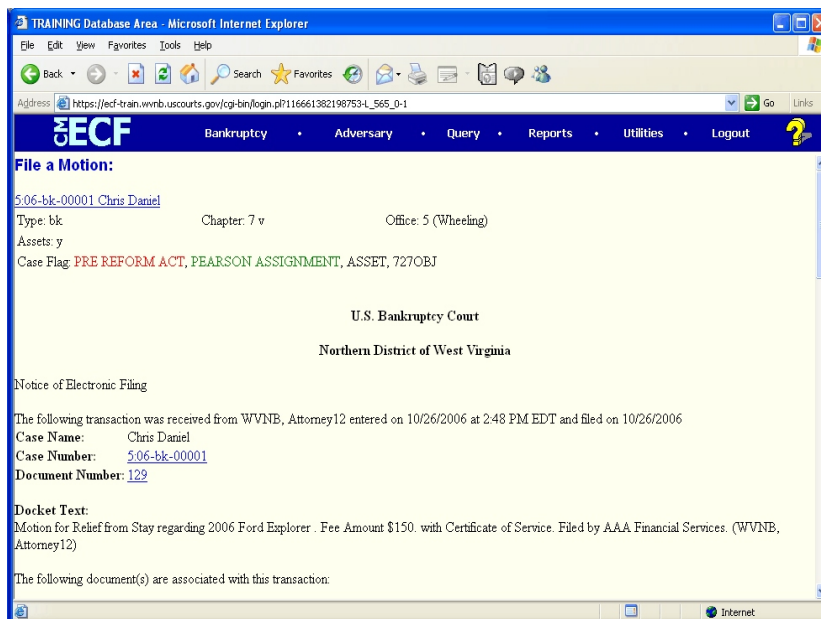 TRAINING Database Area - Microsoft Internet Explorer
File Edit View Favorites Tools Help
Back Search Favorites
Address https://ecf-train.wvnb.uscourts.gov/cgi-bin/login.pl?116661382198753-L_565_0-1 Go Links
CM ECF Bankruptcy • Adversary • Query • Reports • Utilities • Logout ?
File a Motion:
5:06-bk-00001 Chris Daniel
Type: bk Chapter: 7 v Office: 5 (Wheeling)
Assets: y
Case Flag: PRE REFORM ACT, PEARSON ASSIGNMENT, ASSET, 727OBJ
U.S. Bankruptcy Court
Northern District of West Virginia
Notice of Electronic Filing
The following transaction was received from WVNB, Attorney12 entered on 10/26/2006 at 2:48 PM EDT and filed on 10/26/2006
Case Name: Chris Daniel
Case Number: 5:06-bk-00001
Document Number: 129
Docket Text:
Motion for Relief from Stay regarding 2006 Ford Explorer . Fee Amount $150. with Certificate of Service. Filed by AAA Financial Services. (WVNB,
Attorney12)
The following document(s) are associated with this transaction:
Internet